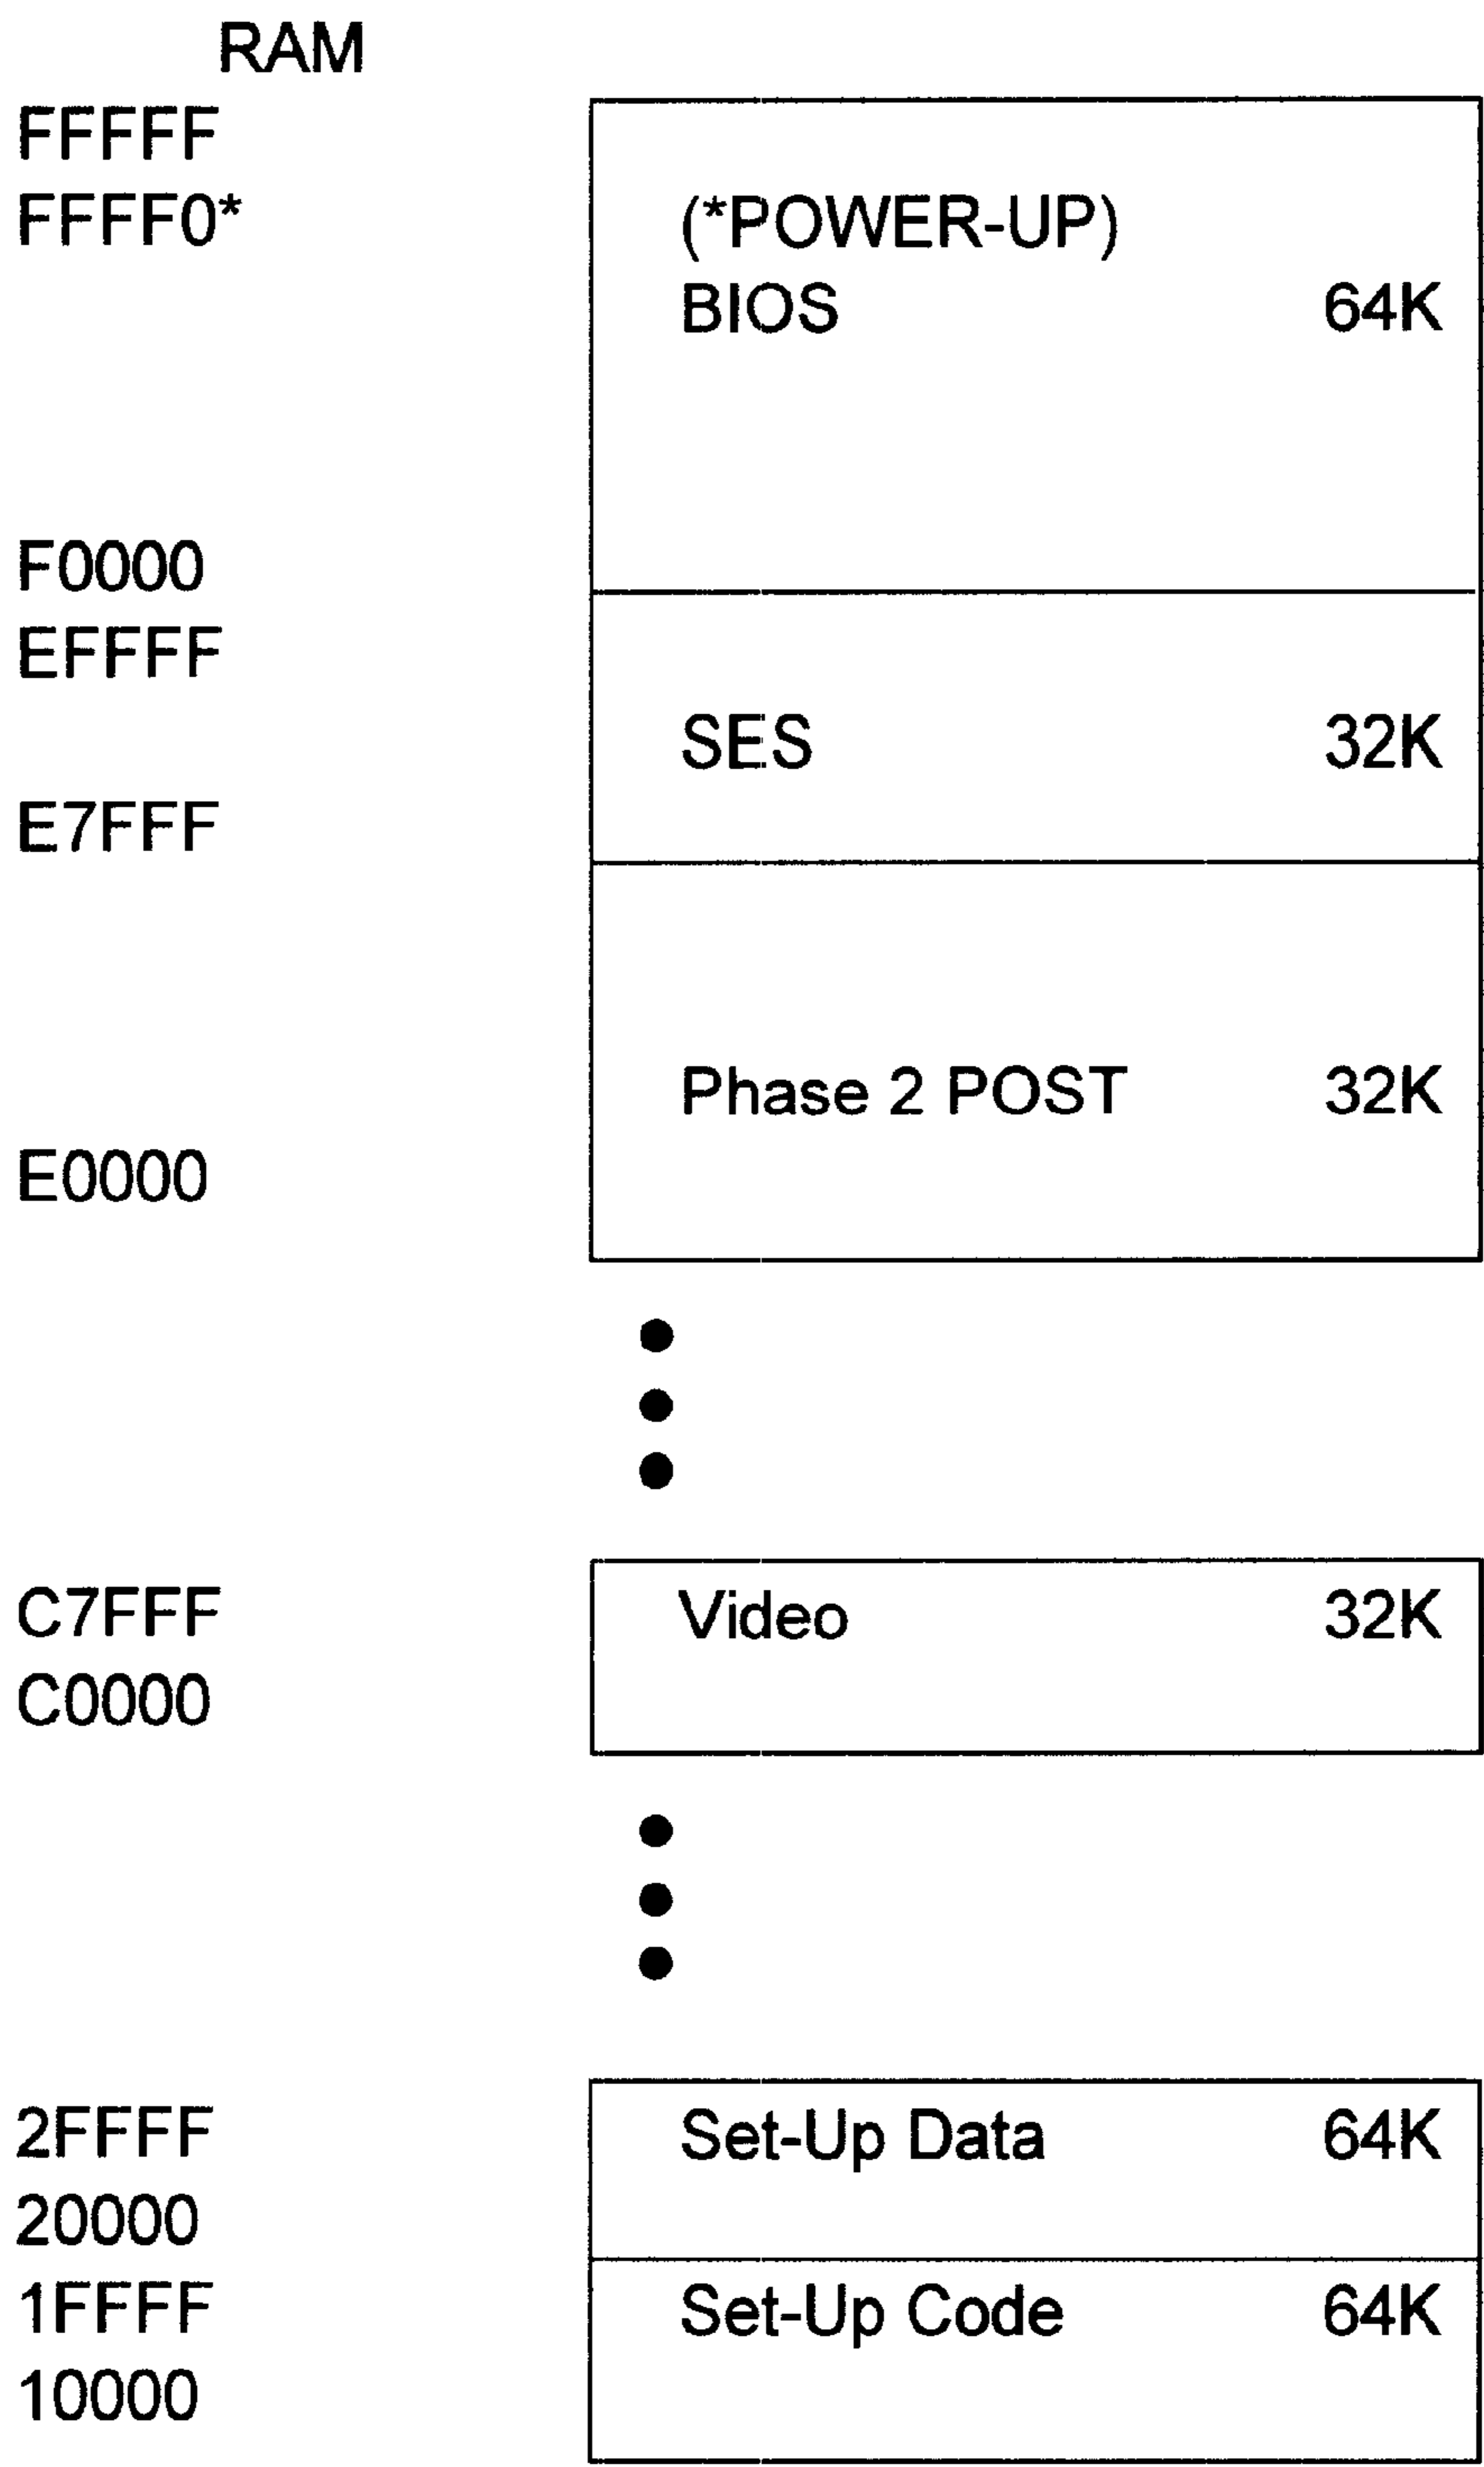 RAM
FFFFF
FFFF0* (*POWER-UP)
BIOS 64K
F0000
EFFFF
SES 32K
E7FFF
Phase 2 POST 32K
E0000
C7FFF Video 32K
C0000
2FFFF Set-Up Data 64K
20000
1FFFF Set-Up Code 64K
10000